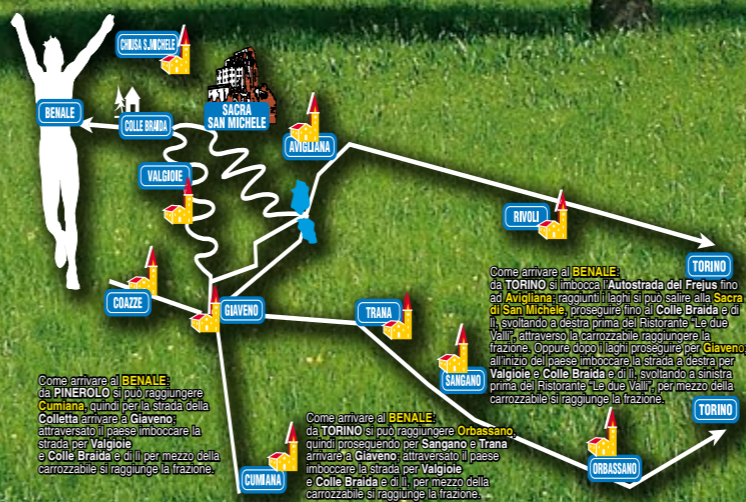 CHIUSA S.MICHELE
BENALE
COLLE BRAIDA
SACRA
SAN MICHELE
AVIGLIANA
VALGIOIE
RIVOLI
TORINO
COAZZE
GIAVENO
TRANA
SANGANO
Come arrivare al BENALE:
da TORINO si imbocca l'Autostrada del Frejus fino
ad Avigliana: raggiunti i laghi si può salire alla Sacra
di San Michele, proseguire fino al Colle Braida e di
lì, svoltando a destra prima del Ristorante "Le due
Valli", attraverso la carrozzabile raggiungere la
frazione. Oppure dopo i laghi proseguire per Giaveno;
all'inizio del paese imboccare la strada a destra per
Valgioie e Colle Braida e di lì, svoltando a sinistra
prima del Ristorante "Le due Valli", per mezzo della
carrozzabile si raggiunge la frazione.
Come arrivare al BENALE:
da PINEROLO si può raggiungere
Cumiana, quindi per la strada della
Colletta arrivare a Giaveno;
attraversato il paese imboccare la
strada per Valgioie
e Colle Braida e di lì per mezzo della
carrozzabile si raggiunge la frazione.
Come arrivare al BENALE:
da TORINO si può raggiungere Orbassano,
quindi proseguendo per Sangano e Trana
arrivare a Giaveno; attraversato il paese
imboccare la strada per Valgioie
e Colle Braida e di lì, per mezzo della
carrozzabile si raggiunge la frazione.
CUMIANA
ORBASSANO
TORINO